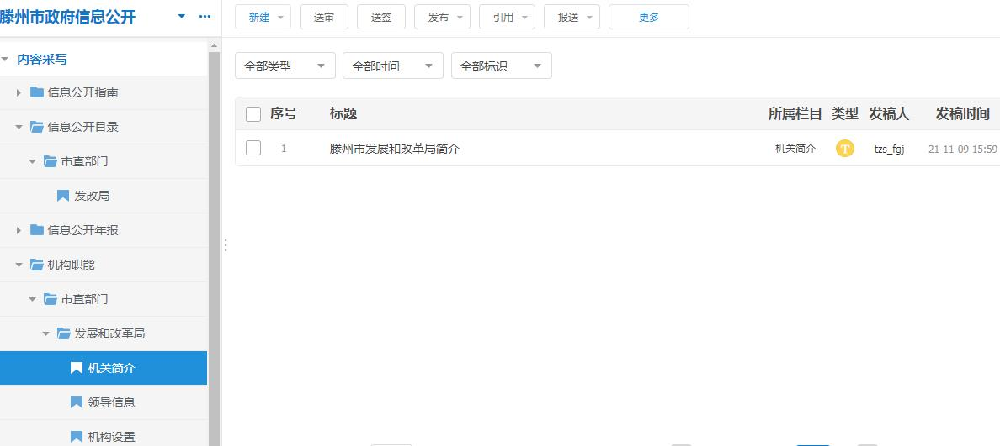 滕州市政府信息公开
内容采写
信息公开指南
信息公开目录
市直部门
发改局
信息公开年报
机构职能
市直部门
发展和改革局
机关简介
领导信息
机构设置
新建 送审 送签 发布 引用 报送 更多
全部类型 全部时间 全部标识
序号 标题 所属栏目 类型 发稿人 发稿时间
1 滕州市发展和改革局简介 机关简介 T tzs_fgj 21-11-09 15:59